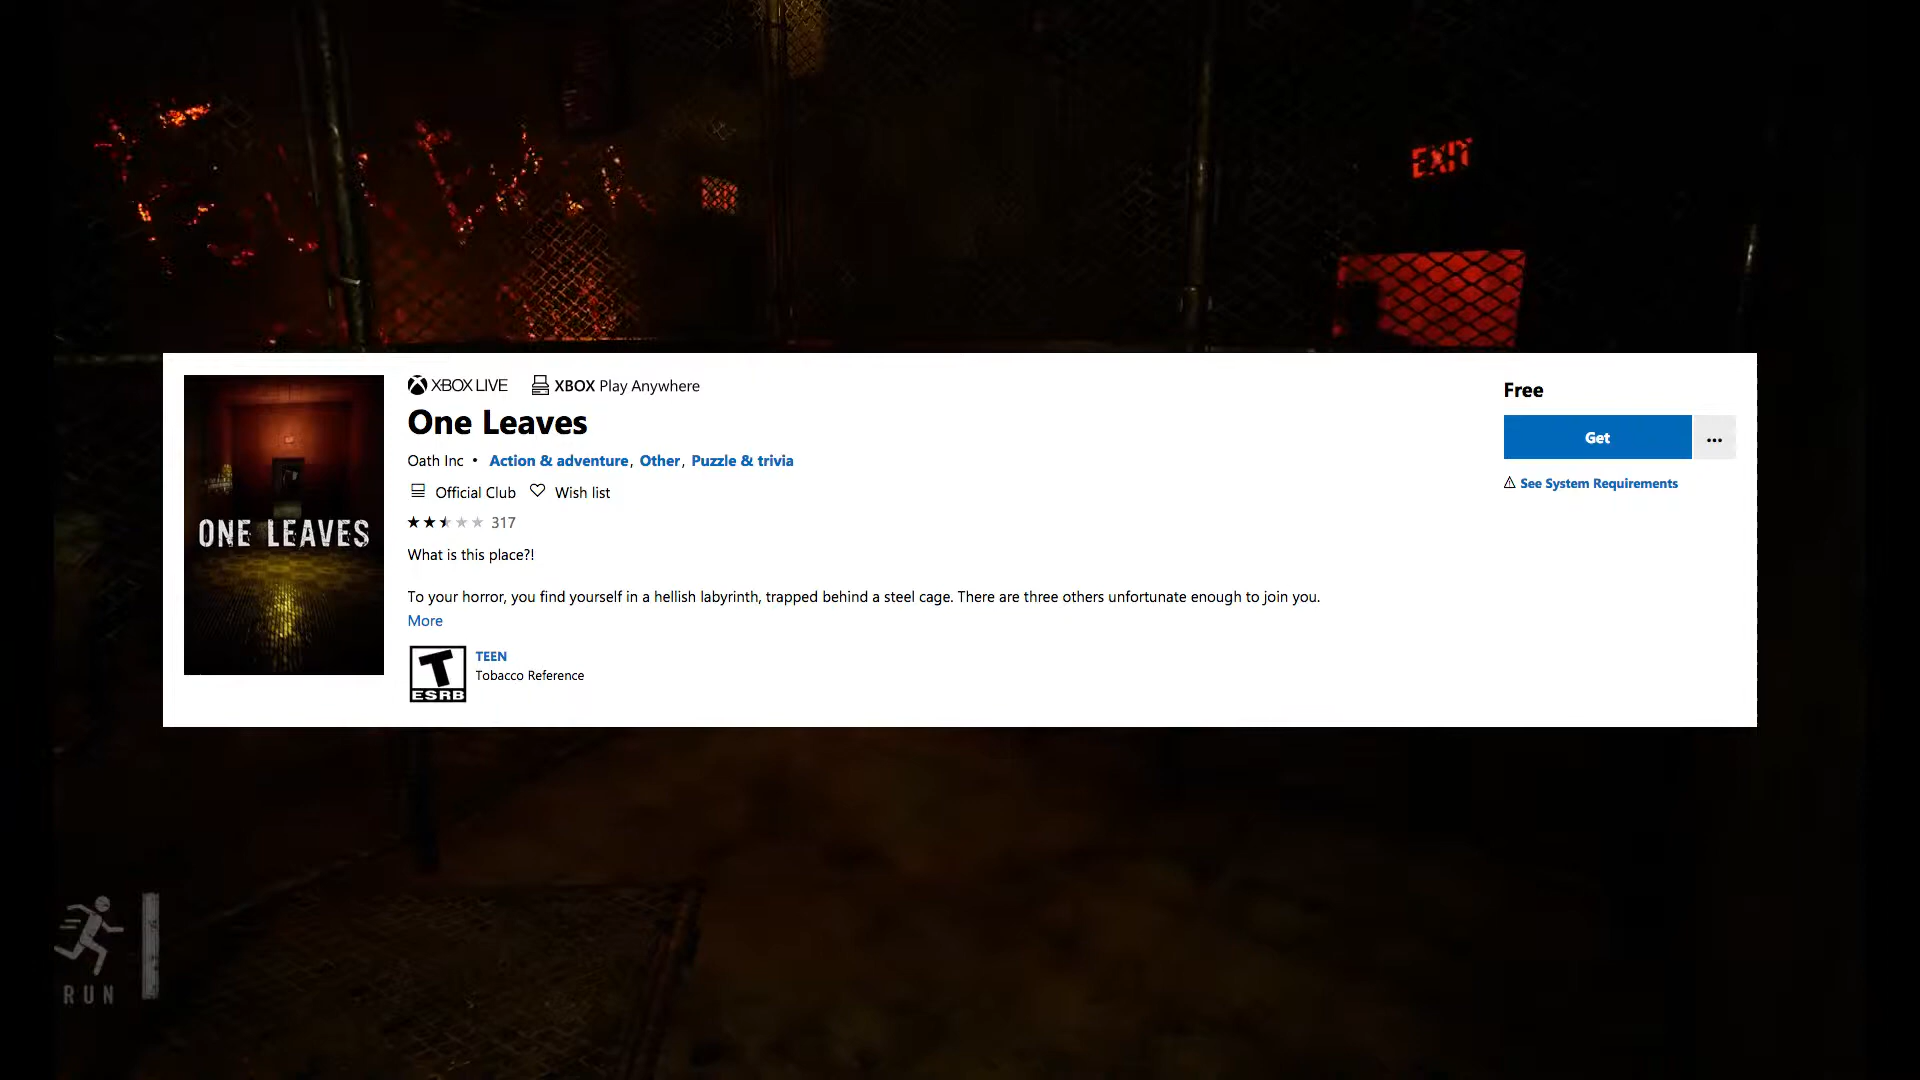 EXIT
XBOX LIVE XBOX Play Anywhere
One Leaves
Oath Inc • Action & adventure, Other, Puzzle & trivia
Official Club Wish list
317
What is this place?!
To your horror, you find yourself in a hellish labyrinth, trapped behind a steel cage. There are three others unfortunate enough to join you.
More
T
ESRB
TEEN
Tobacco Reference
ONE LEAVES
Free
Get
...
See System Requirements
RUN